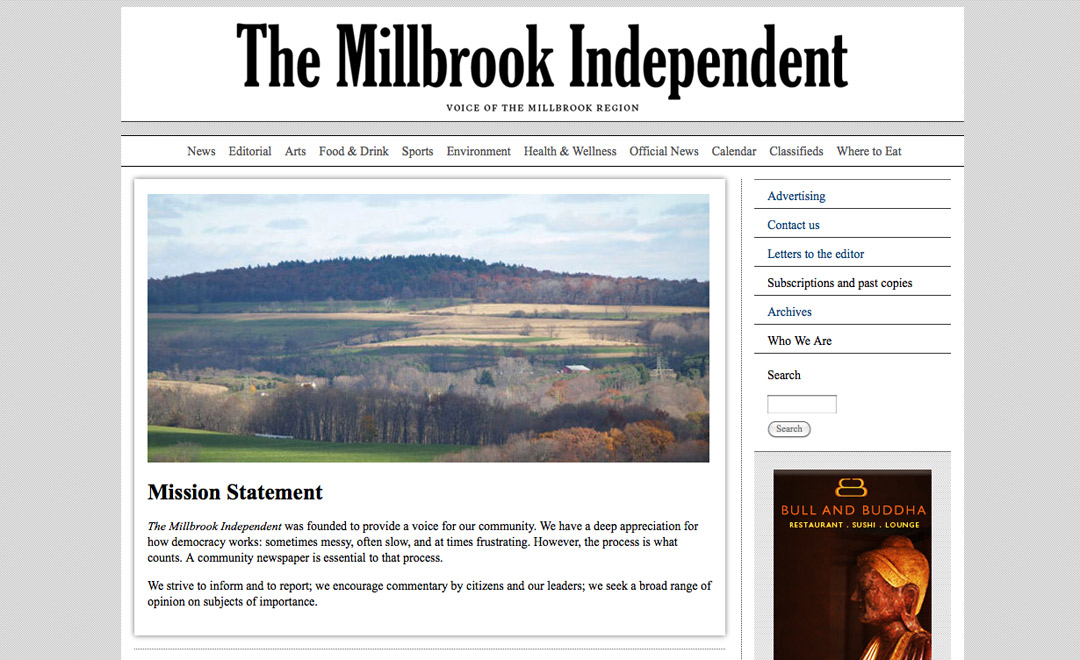 The Millbrook Independent
VOICE OF THE MILLBROOK REGION
News Editorial Arts Food & Drink Sports Environment Health & Wellness Official News Calendar Classifieds Where to Eat
Mission Statement
The Millbrook Independent was founded to provide a voice for our community. We have a deep appreciation for
how democracy works: sometimes messy, often slow, and at times frustrating. However, the process is what
counts. A community newspaper is essential to that process.
We strive to inform and to report; we encourage commentary by citizens and our leaders; we seek a broad range of
opinion on subjects of importance.
Advertising
Contact us
Letters to the editor
Subscriptions and past copies
Archives
Who We Are
Search
Search
BULL AND BUDDHA
RESTAURANT . SUSHI . LOUNGE